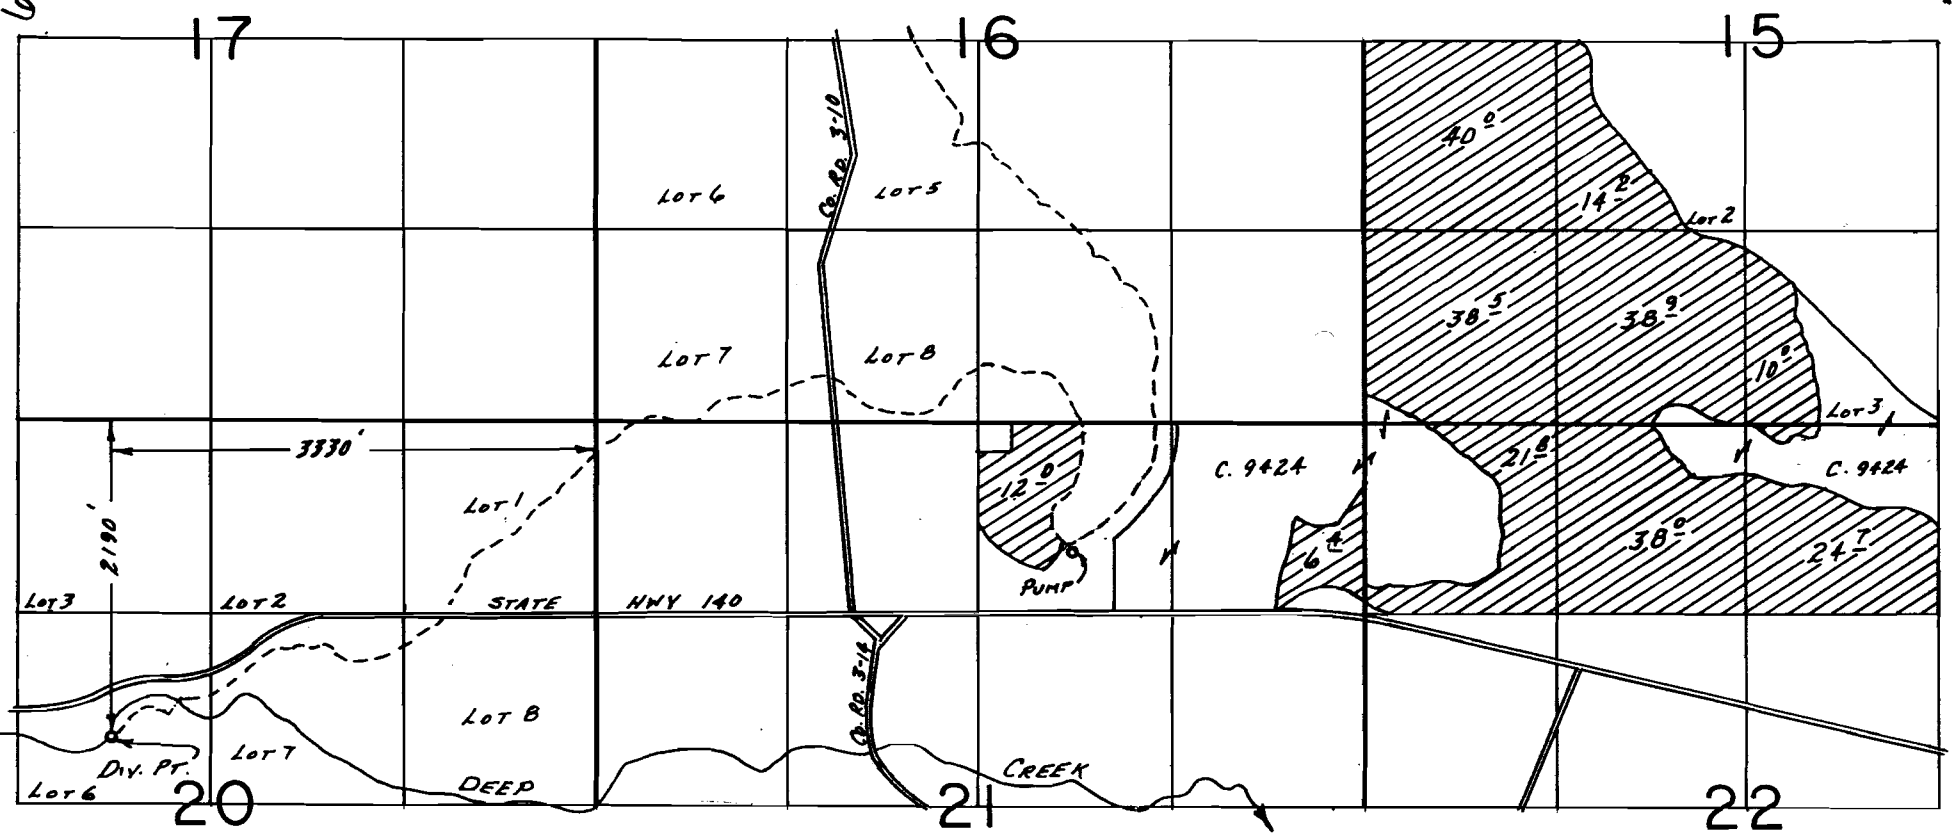 17
16
15
Co. RD. 3-10
40 0
14 2
LOT 6
LOT 5
LOT 2
38 5
38 9
LOT 7
LOT 8
10 0
LOT 3
3330'
12 0
C. 9424
21 8
C. 9424
LOT 1
2190'
6 4
38 0
24 7
PUMP
LOT 3
LOT 2
STATE HWY 140
Co. RD. 3-14
LOT 8
LOT 7
DIV. PT.
LOT 6
DEEP CREEK
20
21
22